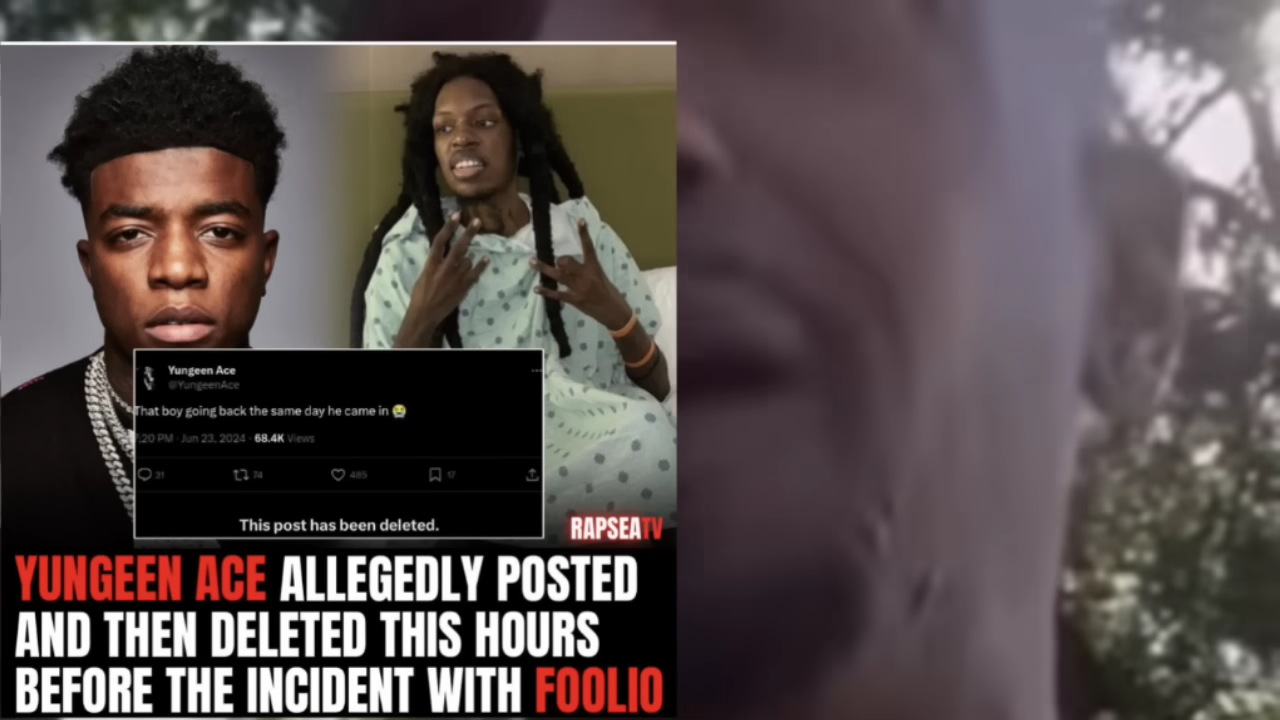 Yungeen Ace
@YungeenAce
That boy going back the same day he came in 😭
:20 PM · Jun 23, 2024 · 68.4K Views
31 74 485 17
This post has been deleted.
RAPSEATV
YUNGEEN ACE ALLEGEDLY POSTED
AND THEN DELETED THIS HOURS
BEFORE THE INCIDENT WITH FOOLIO